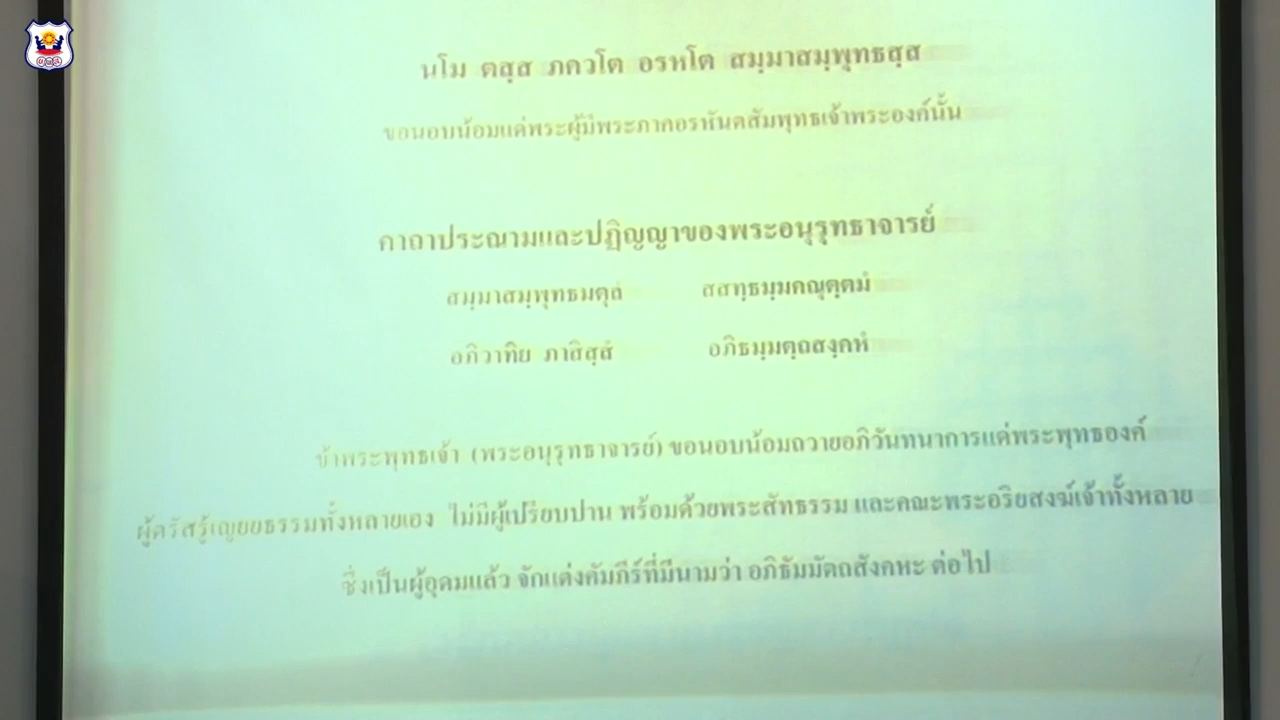 นโม ตสฺส ภควโต อรหโต สมฺมาสมฺพุทธสฺส
ขอนอบน้อมแด่พระผู้มีพระภาคอรหันตสัมพุทธเจ้าพระองค์นั้น
คาถาประณามและปฏิญญาของพระอนุรุทธาจารย์
สมฺมาสมฺพุทธมตุลํ สสทฺธมฺมคณุตฺตมํ
อภิวาทิย ภาสิสฺสํ อภิธมฺมตฺถสงฺคหํ
ข้าพระพุทธเจ้า (พระอนุรุทธาจารย์) ขอนอบน้อมถวายอภิวันทนาการแด่พระพุทธองค์
ผู้ตรัสรู้เญยยธรรมทั้งหลายเอง ไม่มีผู้เปรียบปาน พร้อมด้วยพระสัทธรรม และคณะพระอริยสงฆ์เจ้าทั้งหลาย
ซึ่งเป็นผู้อุดมแล้ว จักแต่งคัมภีร์ที่มีนามว่า อภิธัมมัตถสังคหะ ต่อไป